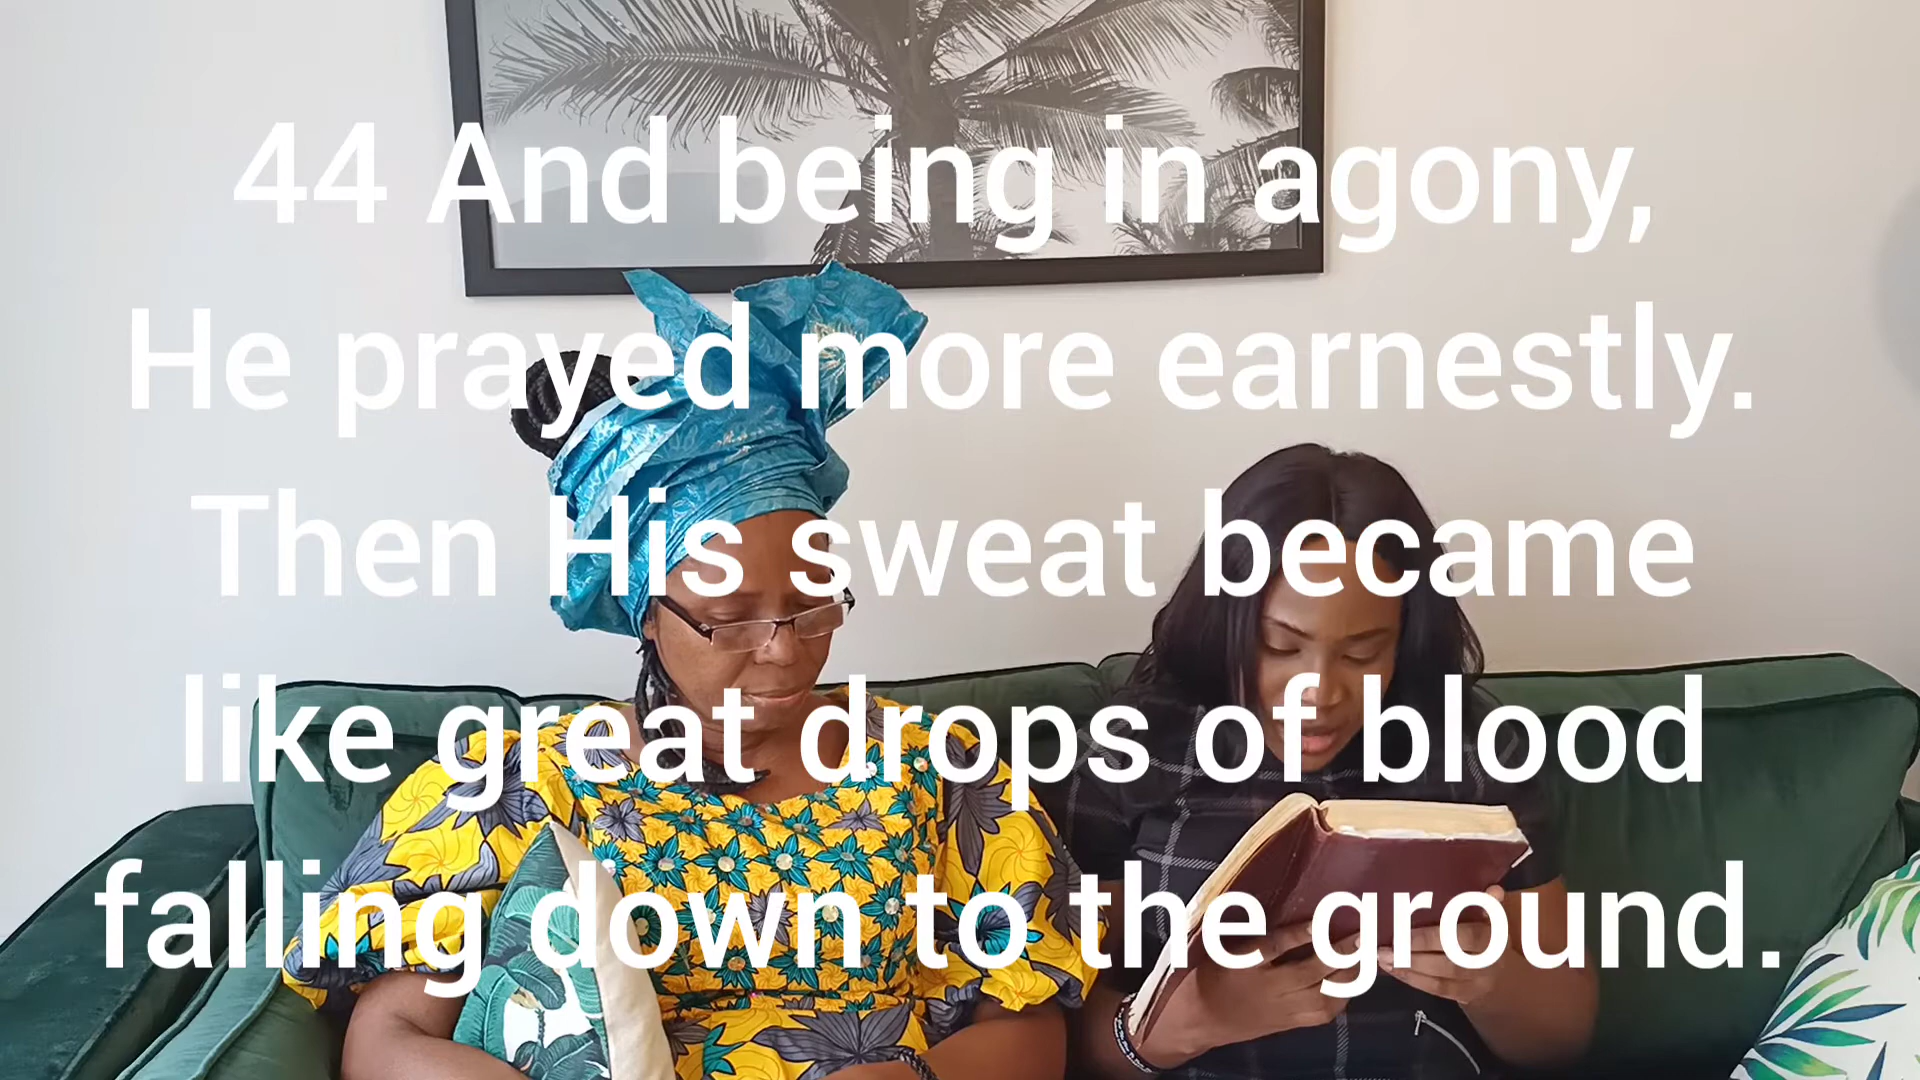 44 And being in agony,
He prayed more earnestly.
Then His sweat became
like great drops of blood
falling down to the ground.